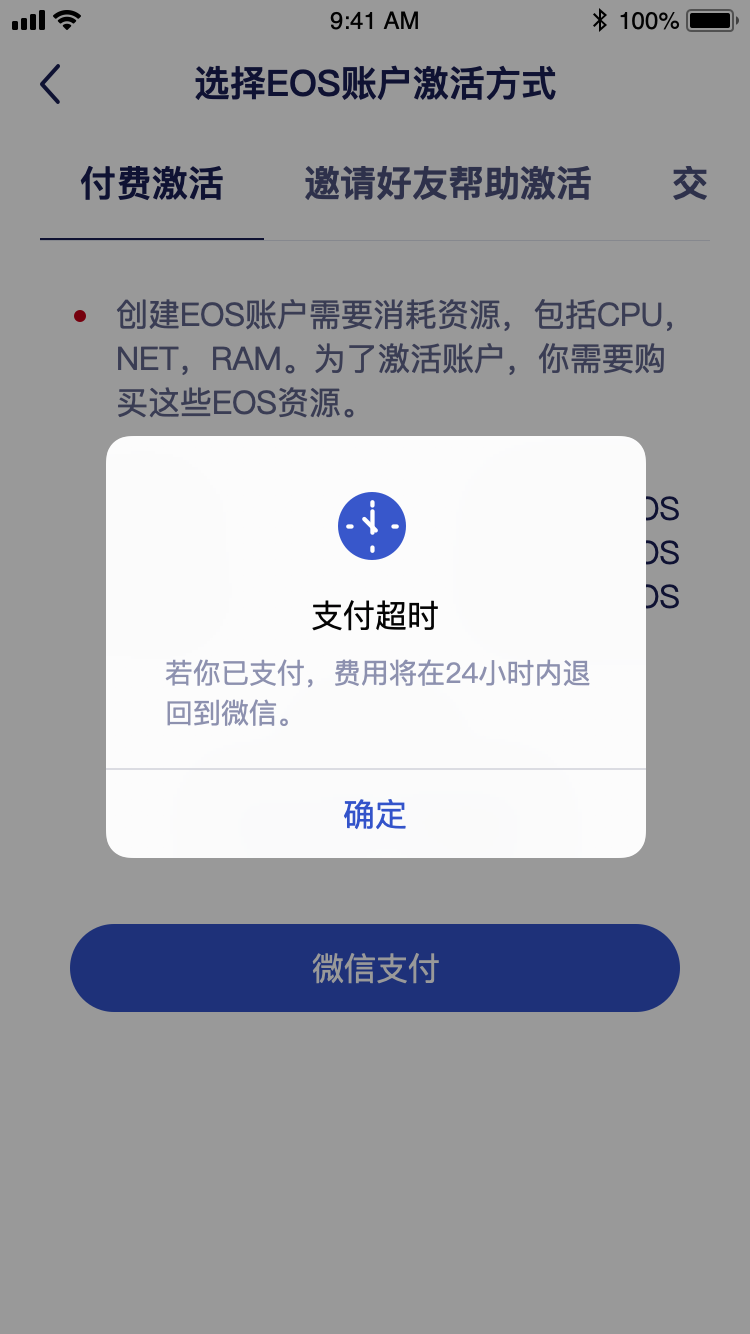 9:41 AM 100%
选择EOS账户激活方式
付费激活 邀请好友帮助激活 交
创建EOS账户需要消耗资源，包括CPU，
NET，RAM。为了激活账户，你需要购
买这些EOS资源。
OS
OS
OS
支付超时
若你已支付，费用将在24小时内退
回到微信。
确定
微信支付